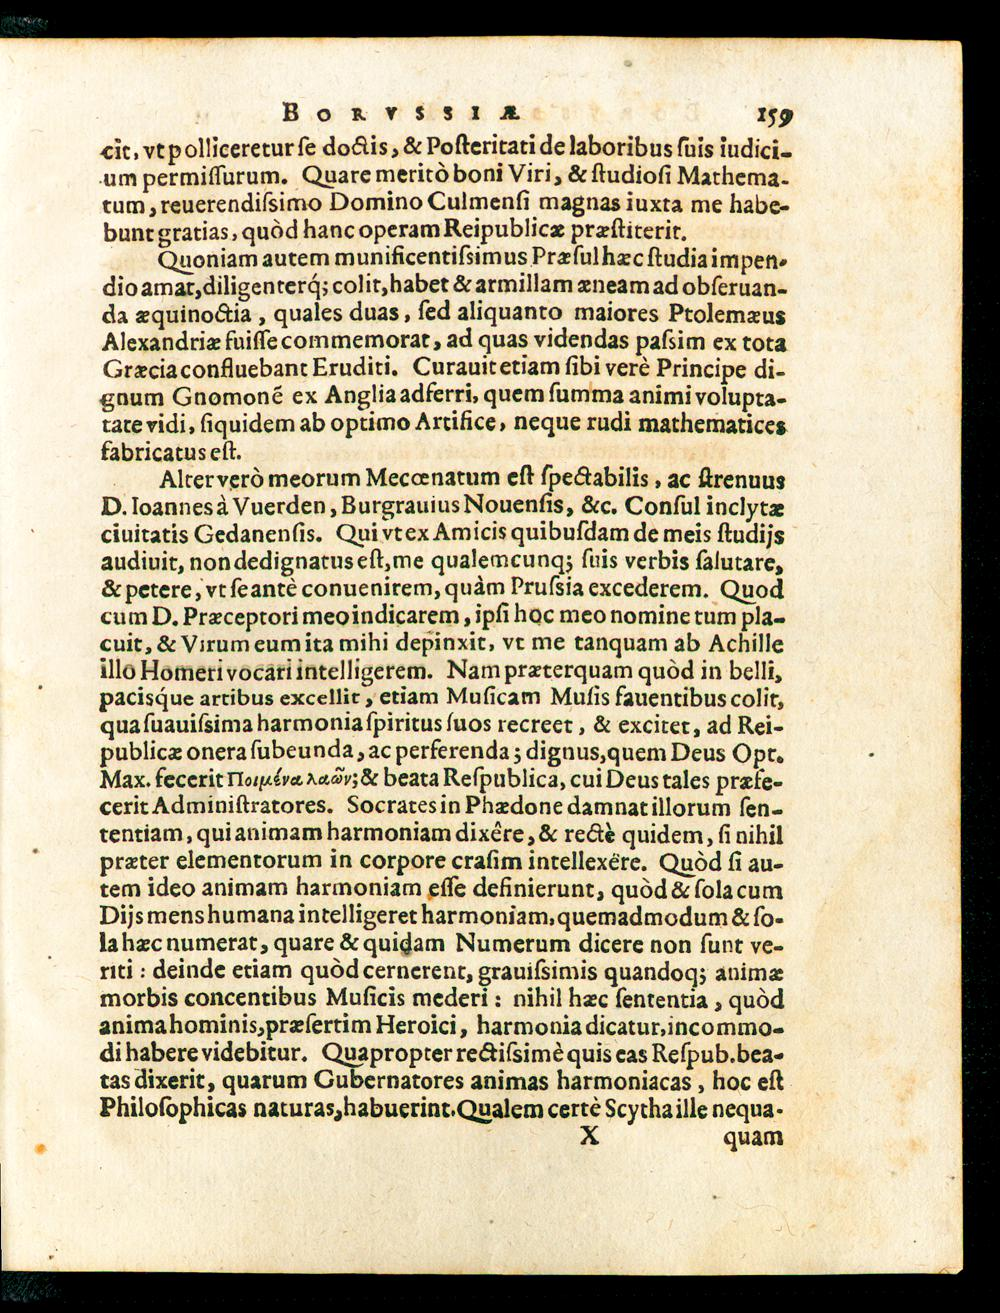 BORVSSIÆ 159
cit, vt polliceretur se doctis, & Posteritati de laboribus suis iudici-
um permissurum. Quare meritò boni Viri, & studiosi Mathema-
tum, reuerendissimo Domino Culmensi magnas iuxta me habe-
bunt gratias, quòd hanc operam Reipublicæ præstiterit.
Quoniam autem munificentissimus Præsul hæc studia impen-
dio amat, diligenterq́; colit, habet & armillam æneam ad obseruan-
da æquinoctia, quales duas, sed aliquanto maiores Ptolemæus
Alexandriæ fuisse commemorat, ad quas videndas passim ex tota
Græcia confluebant Eruditi. Curauit etiam sibi verè Principe di-
gnum Gnomonẽ ex Anglia adferri, quem summa animi volupta-
tate vidi, siquidem ab optimo Artifice, neque rudi mathematices
fabricatus est.
Alter verò meorum Mecœnatum est spectabilis, ac strenuus
D. Ioannes à Vuerden, Burgrauius Nouensis, &c. Consul inclytæ
ciuitatis Gedanensis. Qui vt ex Amicis quibusdam de meis studijs
audiuit, non dedignatus est, me qualemcunq; suis verbis salutare,
& petere, vt se antè conuenirem, quàm Prussia excederem. Quod
cum D. Præceptori meo indicarem, ipsi hoc meo nomine tum pla-
cuit, & Virum eum ita mihi depinxit, vt me tanquam ab Achille
illo Homeri vocari intelligerem. Nam præterquam quòd in belli,
pacisq́ue artibus excellit, etiam Musicam Musis fauentibus colit,
qua suauissima harmonia spiritus suos recreet, & excitet, ad Rei-
publicæ onera subeunda, ac perferenda; dignus, quem Deus Opt.
Max. fecerit Ποιμένα λαῶν; & beata Respublica, cui Deus tales præfe-
cerit Administratores. Socrates in Phædone damnat illorum sen-
tentiam, qui animam harmoniam dixêre, & rectè quidem, si nihil
præter elementorum in corpore crasim intellexëre. Quòd si au-
tem ideo animam harmoniam esse definierunt, quòd & sola cum
Dijs mens humana intelligeret harmoniam, quemadmodum & so-
la hæc numerat, quare & quidam Numerum dicere non sunt ve-
riti: deinde etiam quòd cernerent, grauissimis quandoq; animæ
morbis concentibus Musicis mederi: nihil hæc sententia, quòd
anima hominis, præsertim Heroici, harmonia dicatur, incommo-
di habere videbitur. Quapropter rectissimè quis eas Respub. bea-
tas dixerit, quarum Gubernatores animas harmoniacas, hoc est
Philosophicas naturas, habuerint. Qualem certè Scytha ille nequa-
X quam